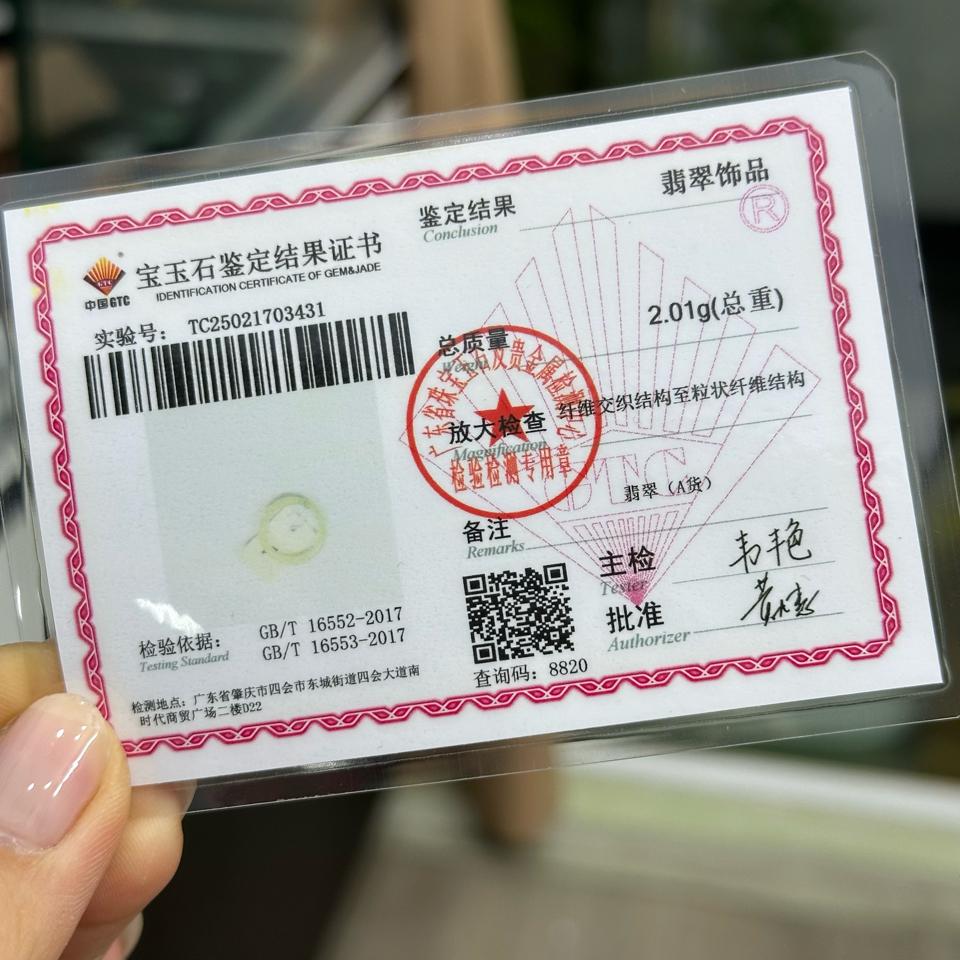 宝玉石鉴定结果证书
IDENTIFICATION CERTIFICATE OF GEM&JADE
GTC
中国GTC
实验号: TC25021703431
检验依据: GB/T 16552-2017
Testing Standard GB/T 16553-2017
检测地点: 广东省肇庆市四会市东城街道四会大道南
时代商贸广场二楼D22
鉴定结果 翡翠饰品
Conclusion
R
总质量 2.01g(总重)
Weight
放大检查 纤维交织结构至粒状纤维结构
Magnification
检验检测专用章
GTC
翡翠（A货）
备注
Remarks
主检
Tester
批准
Authorizer
查询码: 8820